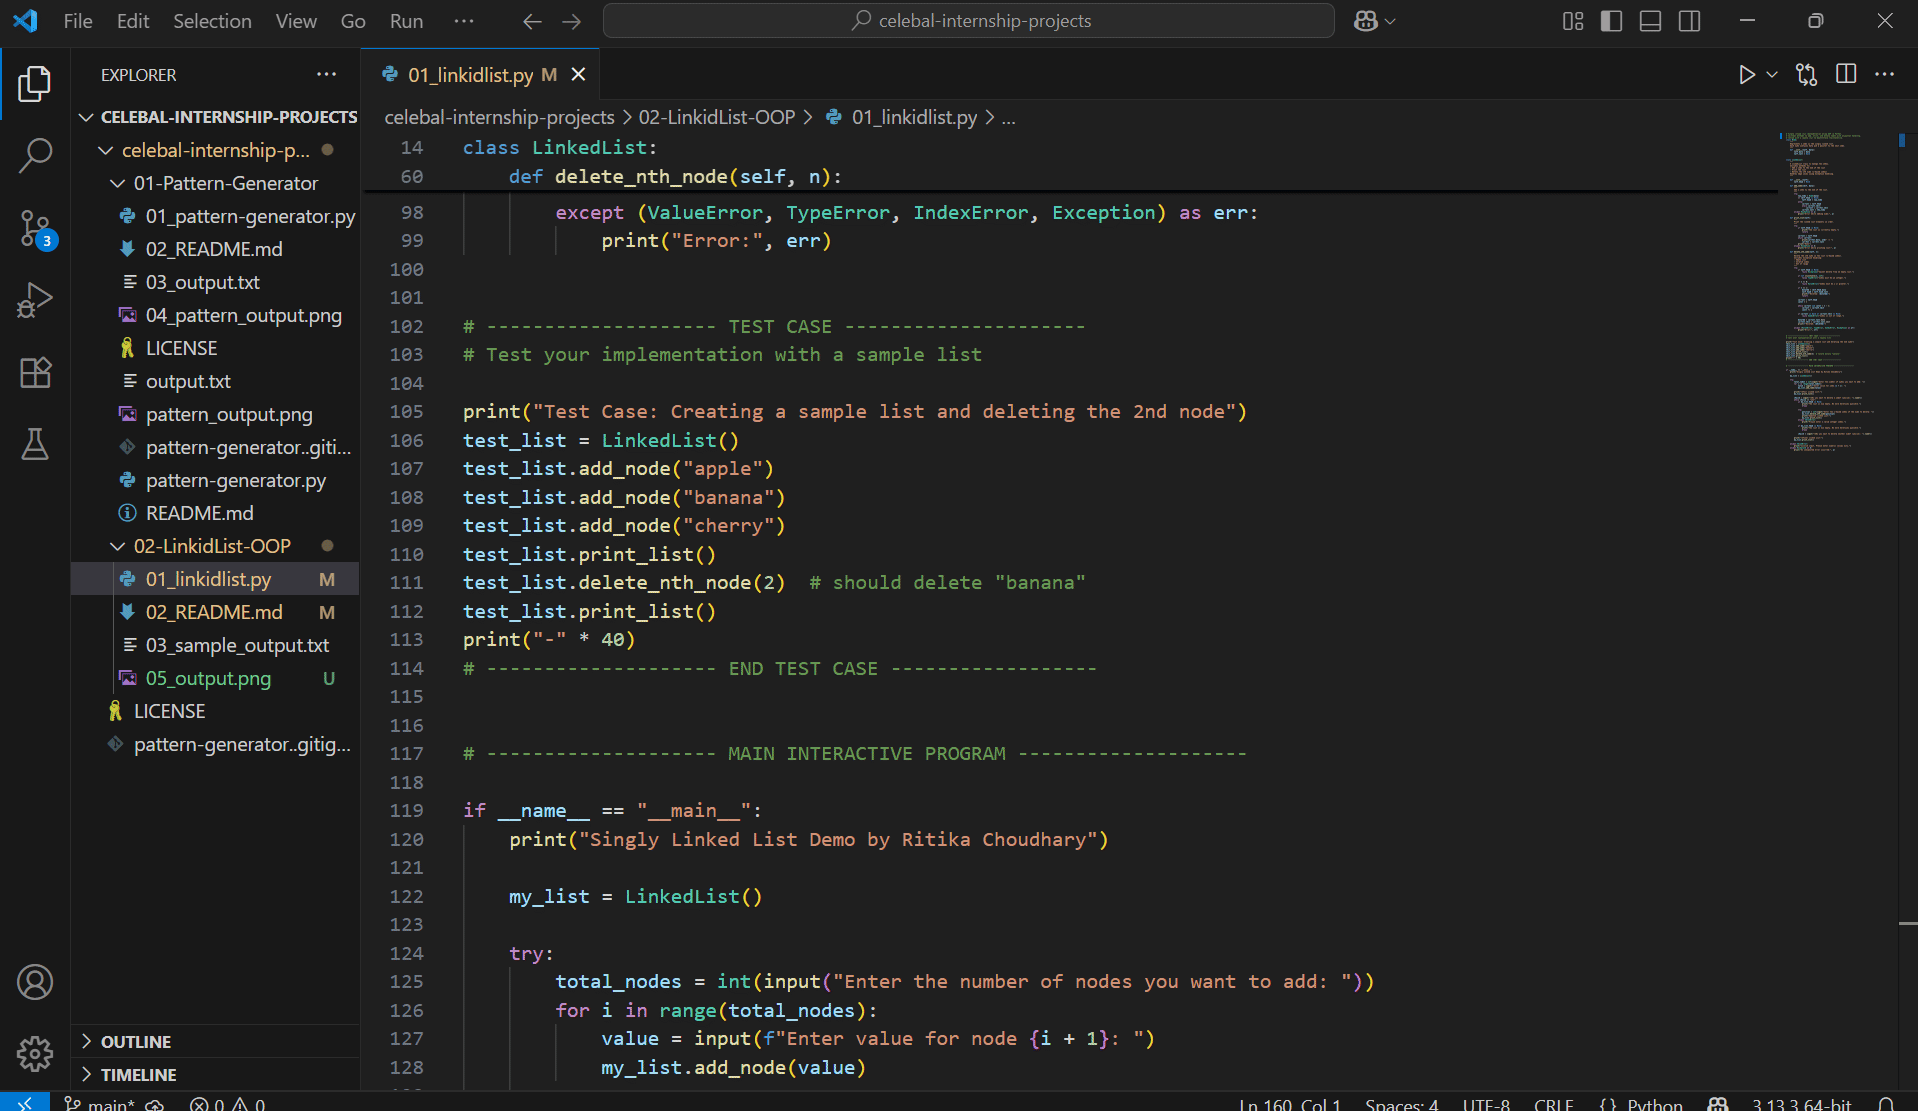 File Edit Selection View Go Run ··· celebal-internship-projects
EXPLORER ···
CELEBAL-INTERNSHIP-PROJECTS
celebal-internship-p...
01-Pattern-Generator
01_pattern-generator.py
02_README.md
03_output.txt
04_pattern_output.png
LICENSE
output.txt
pattern_output.png
pattern-generator..giti...
pattern-generator.py
README.md
02-LinkidList-OOP
01_linkidlist.py M
02_README.md M
03_sample_output.txt
05_output.png U
LICENSE
pattern-generator..gitig...
OUTLINE
TIMELINE
3
01_linkidlist.py M
celebal-internship-projects > 02-LinkidList-OOP > 01_linkidlist.py > ...
14 class LinkedList:
60 def delete_nth_node(self, n):
98 except (ValueError, TypeError, IndexError, Exception) as err:
99 print("Error:", err)
100
101
102 # -------------------- TEST CASE ---------------------
103 # Test your implementation with a sample list
104
105 print("Test Case: Creating a sample list and deleting the 2nd node")
106 test_list = LinkedList()
107 test_list.add_node("apple")
108 test_list.add_node("banana")
109 test_list.add_node("cherry")
110 test_list.print_list()
111 test_list.delete_nth_node(2) # should delete "banana"
112 test_list.print_list()
113 print("-" * 40)
114 # -------------------- END TEST CASE ------------------
115
116
117 # -------------------- MAIN INTERACTIVE PROGRAM --------------------
118
119 if __name__ == "__main__":
120 print("Singly Linked List Demo by Ritika Choudhary")
121
122 my_list = LinkedList()
123
124 try:
125 total_nodes = int(input("Enter the number of nodes you want to add: "))
126 for i in range(total_nodes):
127 value = input(f"Enter value for node {i + 1}: ")
128 my_list.add_node(value)
main* 0 0 Ln 160, Col 1 Spaces: 4 UTF-8 CRLF {} Python 3.13.3 64-bit